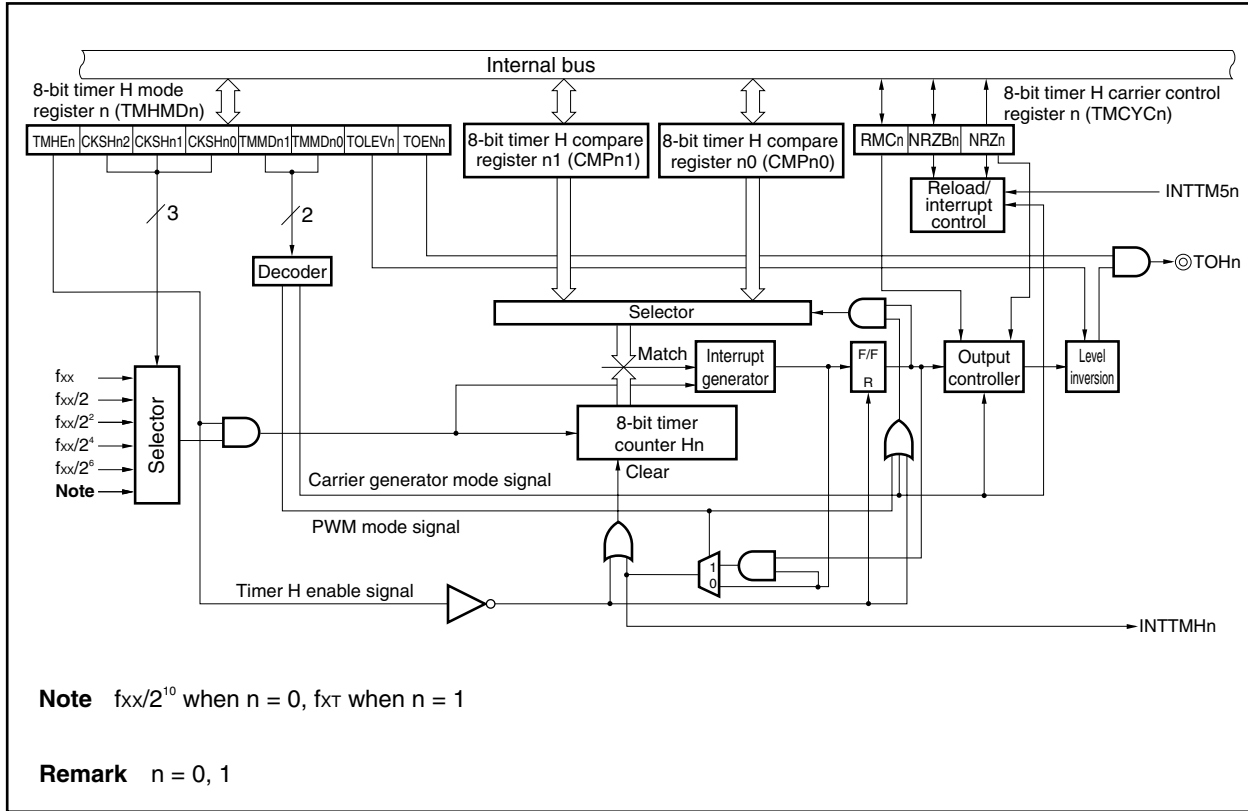 Internal bus
8-bit timer H mode
register n (TMHMDn)
8-bit timer H carrier control
register n (TMCYCn)
TMHEn CKSHn2 CKSHn1 CKSHn0 TMMDn1 TMMDn0 TOLEVn TOENn
8-bit timer H compare
register n1 (CMPn1)
8-bit timer H compare
register n0 (CMPn0)
RMCn NRZBn NRZn
Reload/
interrupt
control
INTTM5n
3
2
Decoder
TOHn
Selector
Match
Interrupt
generator
F/F
R
Output
controller
Level
inversion
fxx
fxx/2
fxx/2²
fxx/2⁴
fxx/2⁶
Note
Selector
8-bit timer
counter Hn
Carrier generator mode signal
Clear
PWM mode signal
1
0
Timer H enable signal
INTTMHn
Note fxx/2¹⁰ when n = 0, fxT when n = 1
Remark n = 0, 1